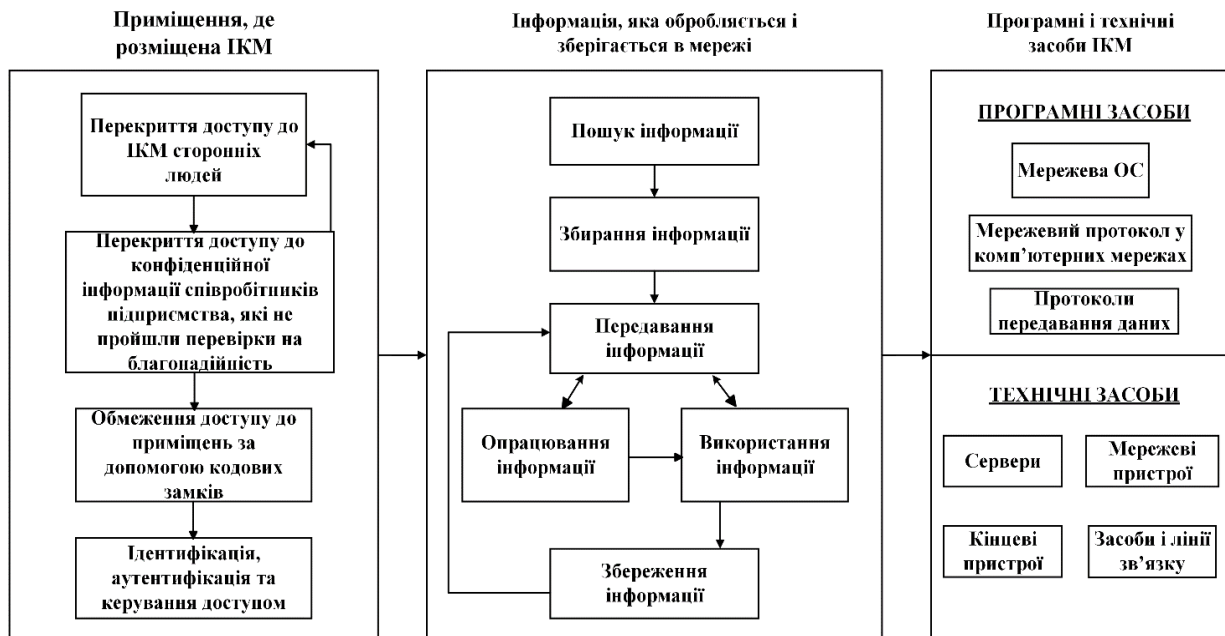 Приміщення, де
розміщена ІКМ
Перекриття доступу до
ІКМ сторонніх
людей
Перекриття доступу до
конфіденційної
інформації співробітників
підприємства, які не
пройшли перевірки на
благонадійність
Обмеження доступу до
приміщень за
допомогою кодових
замків
Ідентифікація,
аутентифікація та
керування доступом
Інформація, яка обробляється і
зберігається в мережі
Пошук інформації
Збирання інформації
Передавання
інформації
Опрацювання
інформації
Використання
інформації
Збереження
інформації
Програмні і технічні
засоби ІКМ
ПРОГРАМНІ ЗАСОБИ
Мережева ОС
Мережевий протокол у
комп’ютерних мережах
Протоколи
передавання даних
ТЕХНІЧНІ ЗАСОБИ
Сервери
Мережеві
пристрої
Кінцеві
пристрої
Засоби і лінії
зв’язку